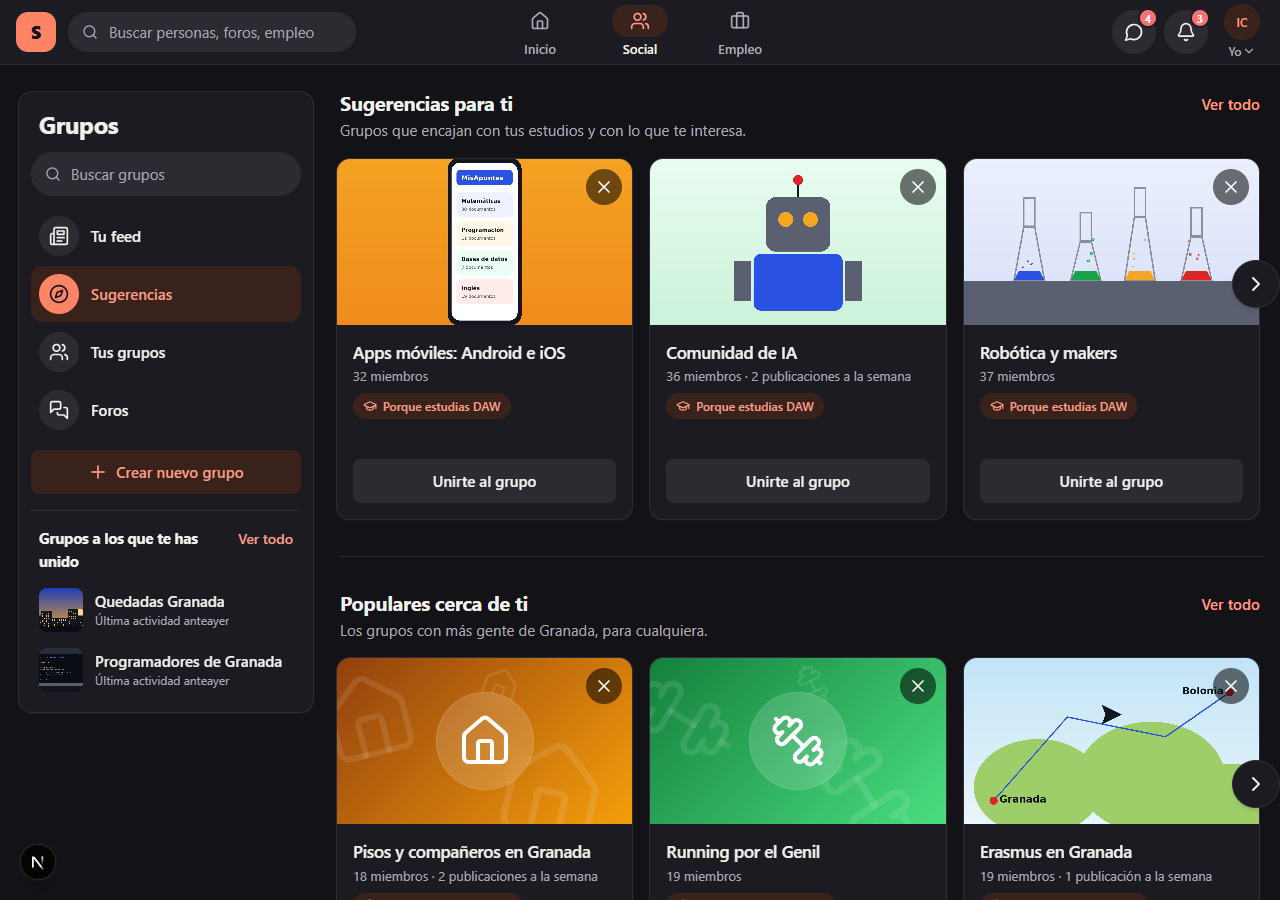 S
Buscar personas, foros, empleo
Inicio
Social
Empleo
4
3
IC
Yo
Grupos
Buscar grupos
Tu feed
Sugerencias
Tus grupos
Foros
Crear nuevo grupo
Grupos a los que te has
unido
Ver todo
Quedadas Granada
Última actividad anteayer
Programadores de Granada
Última actividad anteayer
N
Sugerencias para ti
Ver todo
Grupos que encajan con tus estudios y con lo que te interesa.
MisApuntes
Matemáticas
Programación
Bases de datos
Inglés
Apps móviles: Android e iOS
32 miembros
Porque estudias DAW
Unirte al grupo
Comunidad de IA
36 miembros · 2 publicaciones a la semana
Porque estudias DAW
Unirte al grupo
Robótica y makers
37 miembros
Porque estudias DAW
Unirte al grupo
Populares cerca de ti
Ver todo
Los grupos con más gente de Granada, para cualquiera.
Pisos y compañeros en Granada
18 miembros · 2 publicaciones a la semana
Running por el Genil
19 miembros
Bolonia
Granada
Erasmus en Granada
19 miembros · 1 publicación a la semana